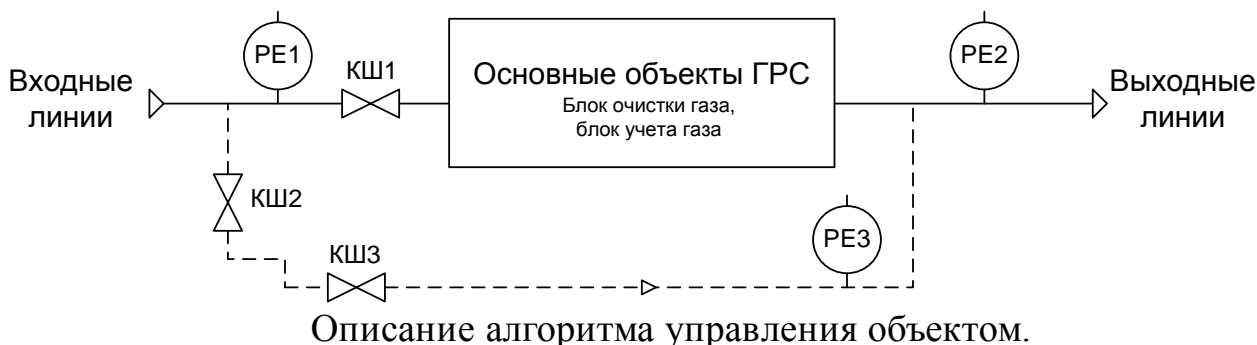 PE1
PE2
КШ1
Входные
линии
Основные объекты ГРС
Блок очистки газа,
блок учета газа
Выходные
линии
КШ2
PE3
КШ3
Описание алгоритма управления объектом.